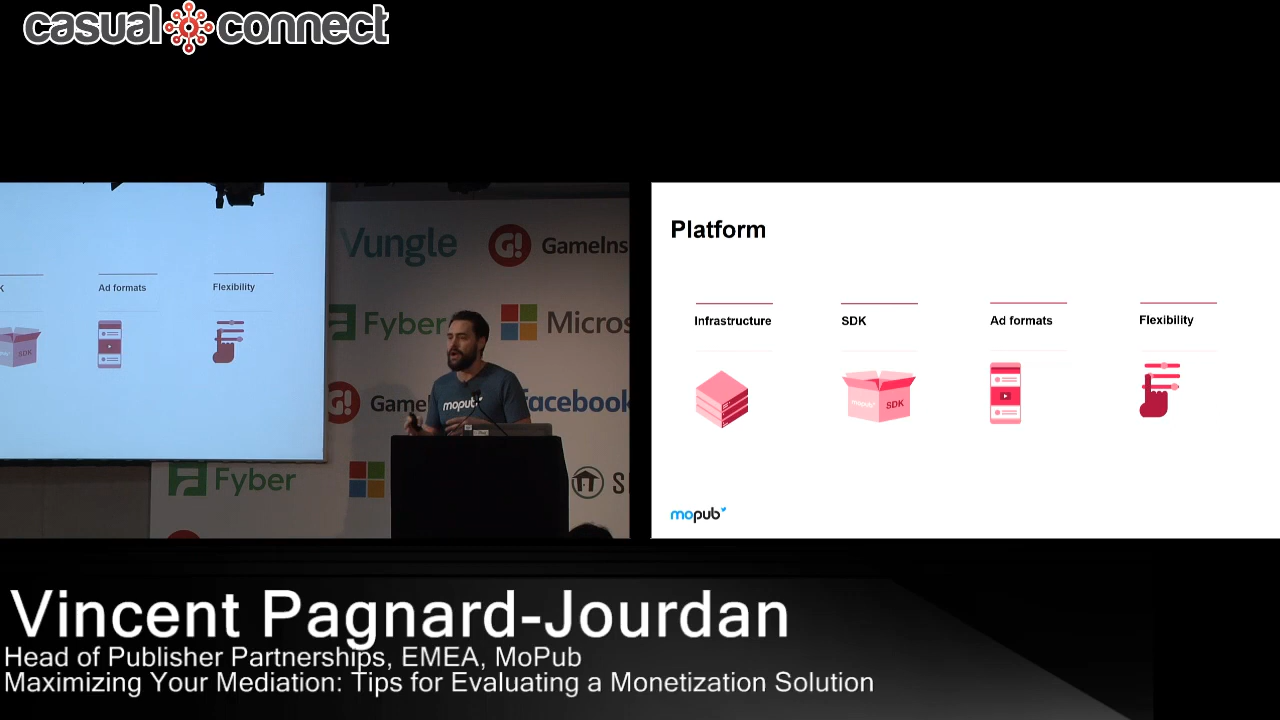 casual connect
Vungle
G! GameIns
Fyber
Micros
Game
facebook
mopub
Fyber
S
Ad formats
Flexibility
SDK
Platform
Infrastructure
SDK
Ad formats
Flexibility
mopub
SDK
mopub
Vincent Pagnard-Jourdan
Head of Publisher Partnerships, EMEA, MoPub
Maximizing Your Mediation: Tips for Evaluating a Monetization Solution